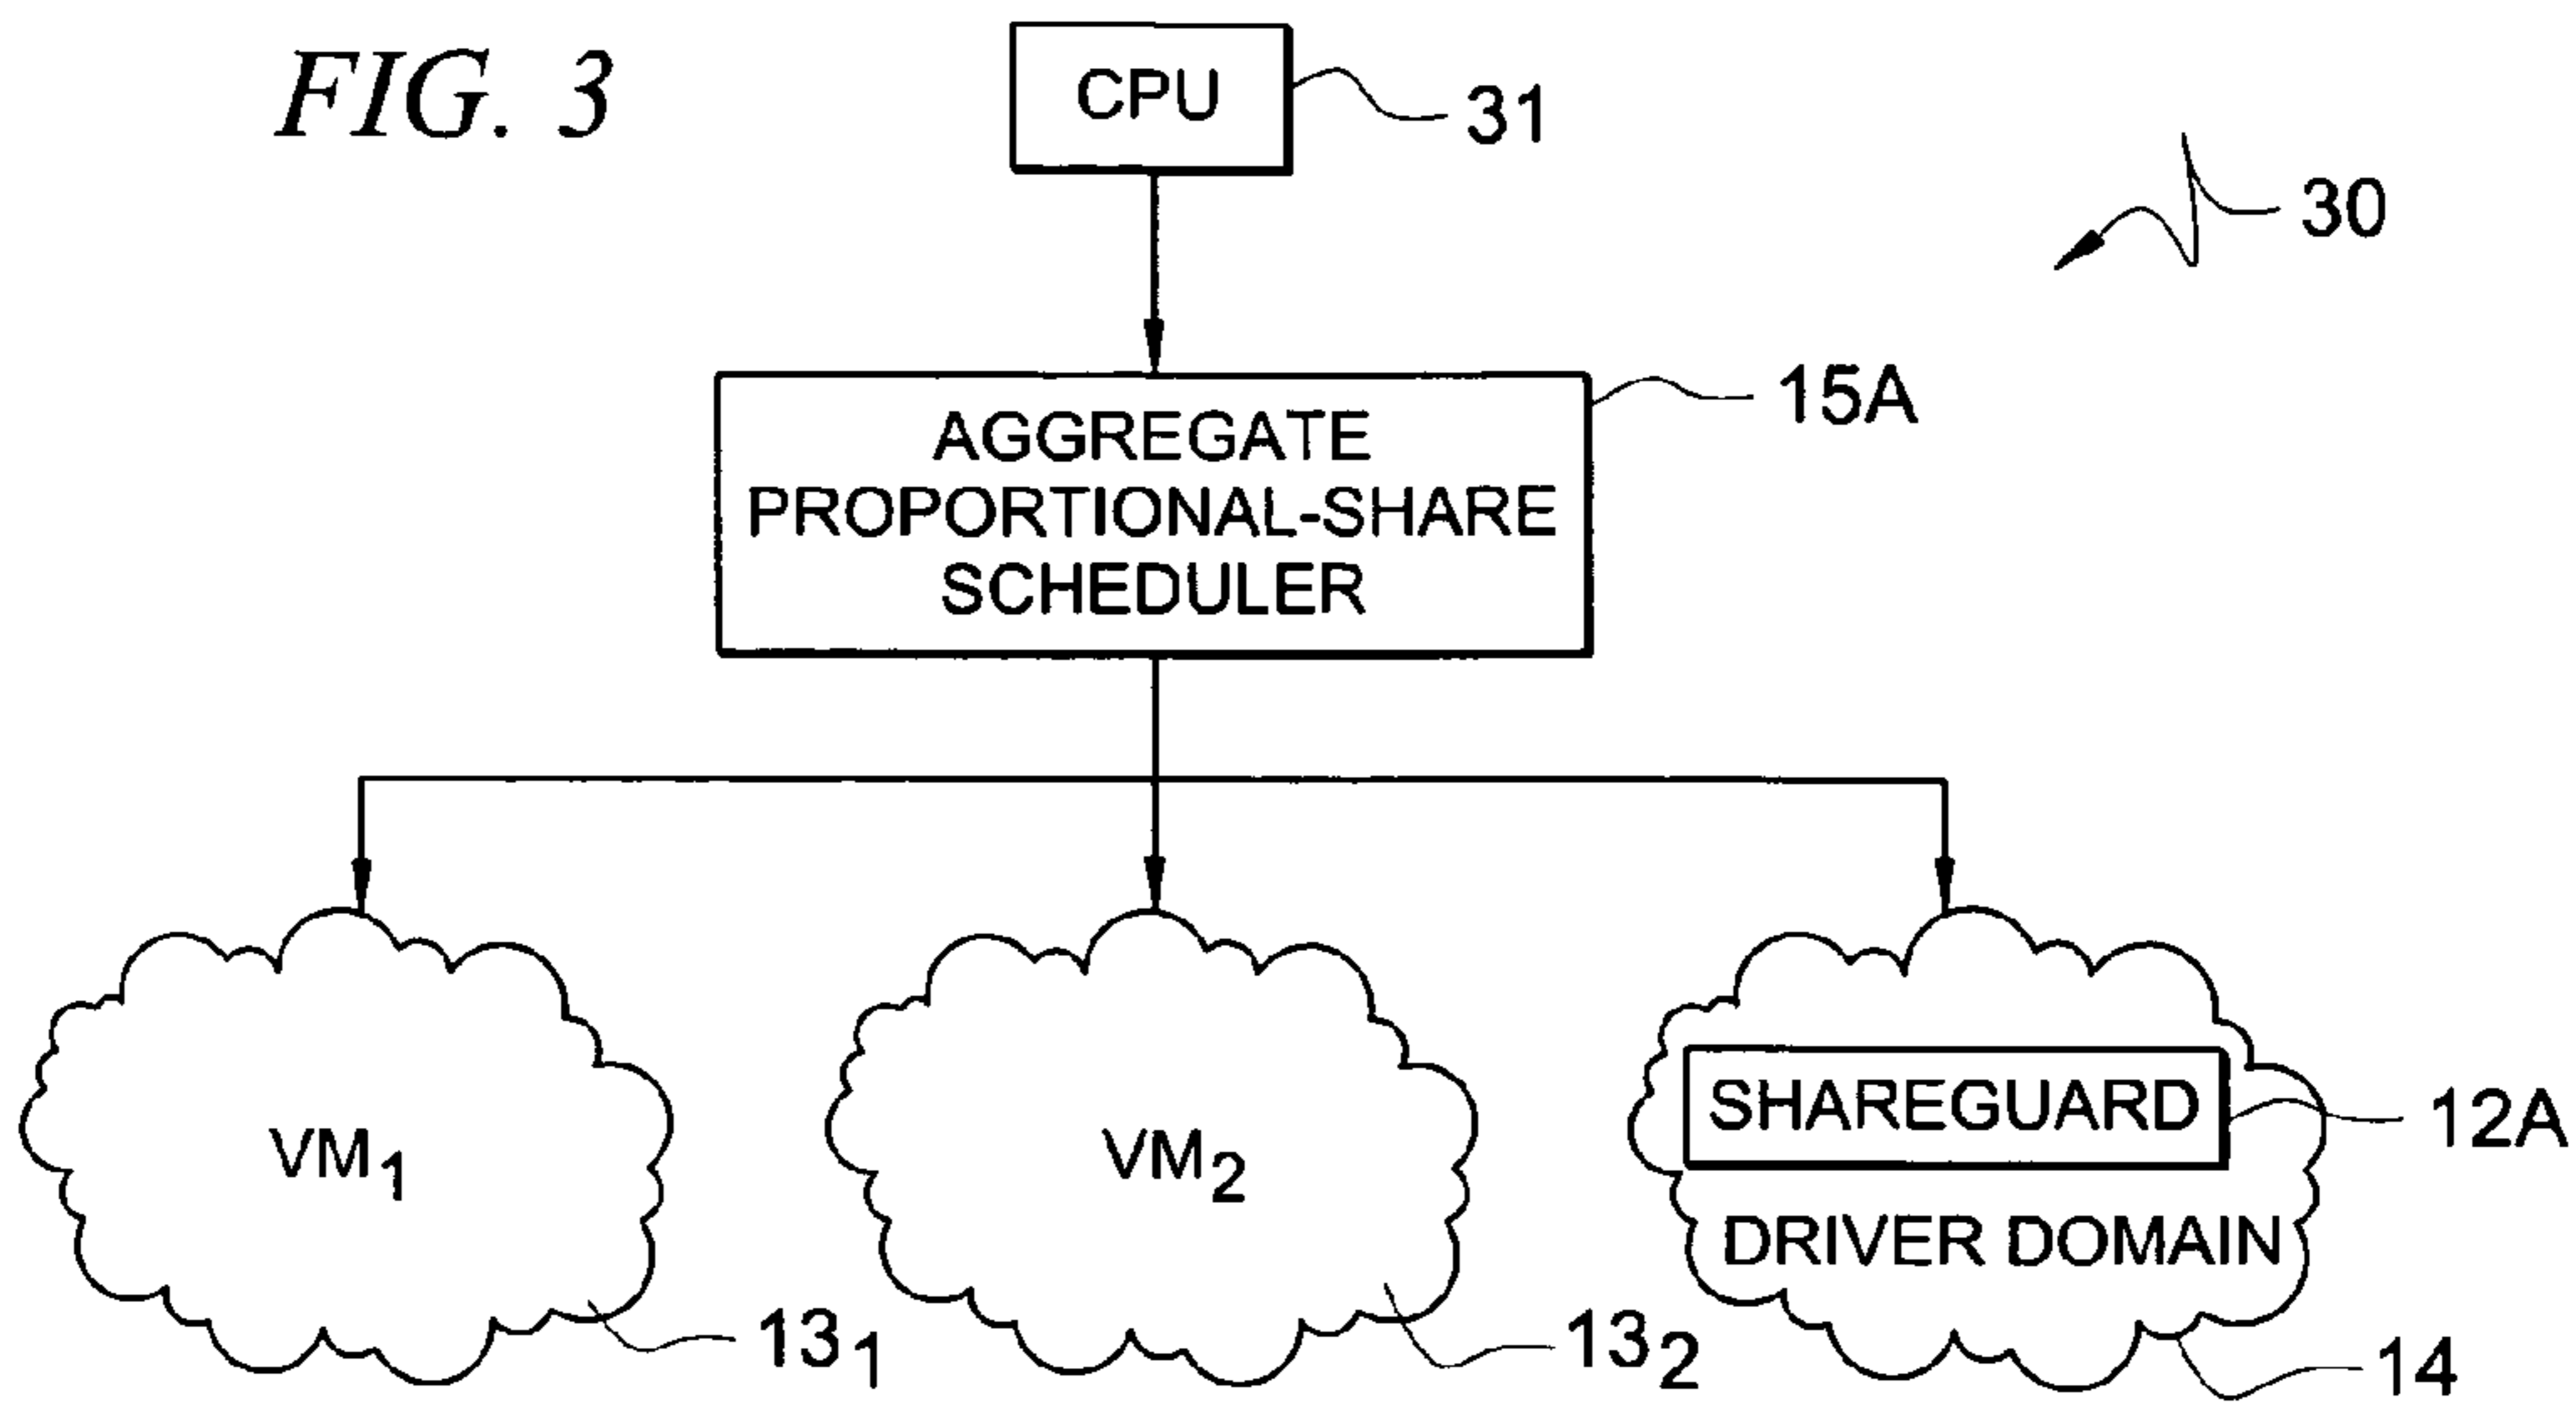 FIG. 3
CPU
31
30
15A
AGGREGATE
PROPORTIONAL-SHARE
SCHEDULER
SHAREGUARD
12A
VM₁
VM₂
DRIVER DOMAIN
13₁
13₂
14